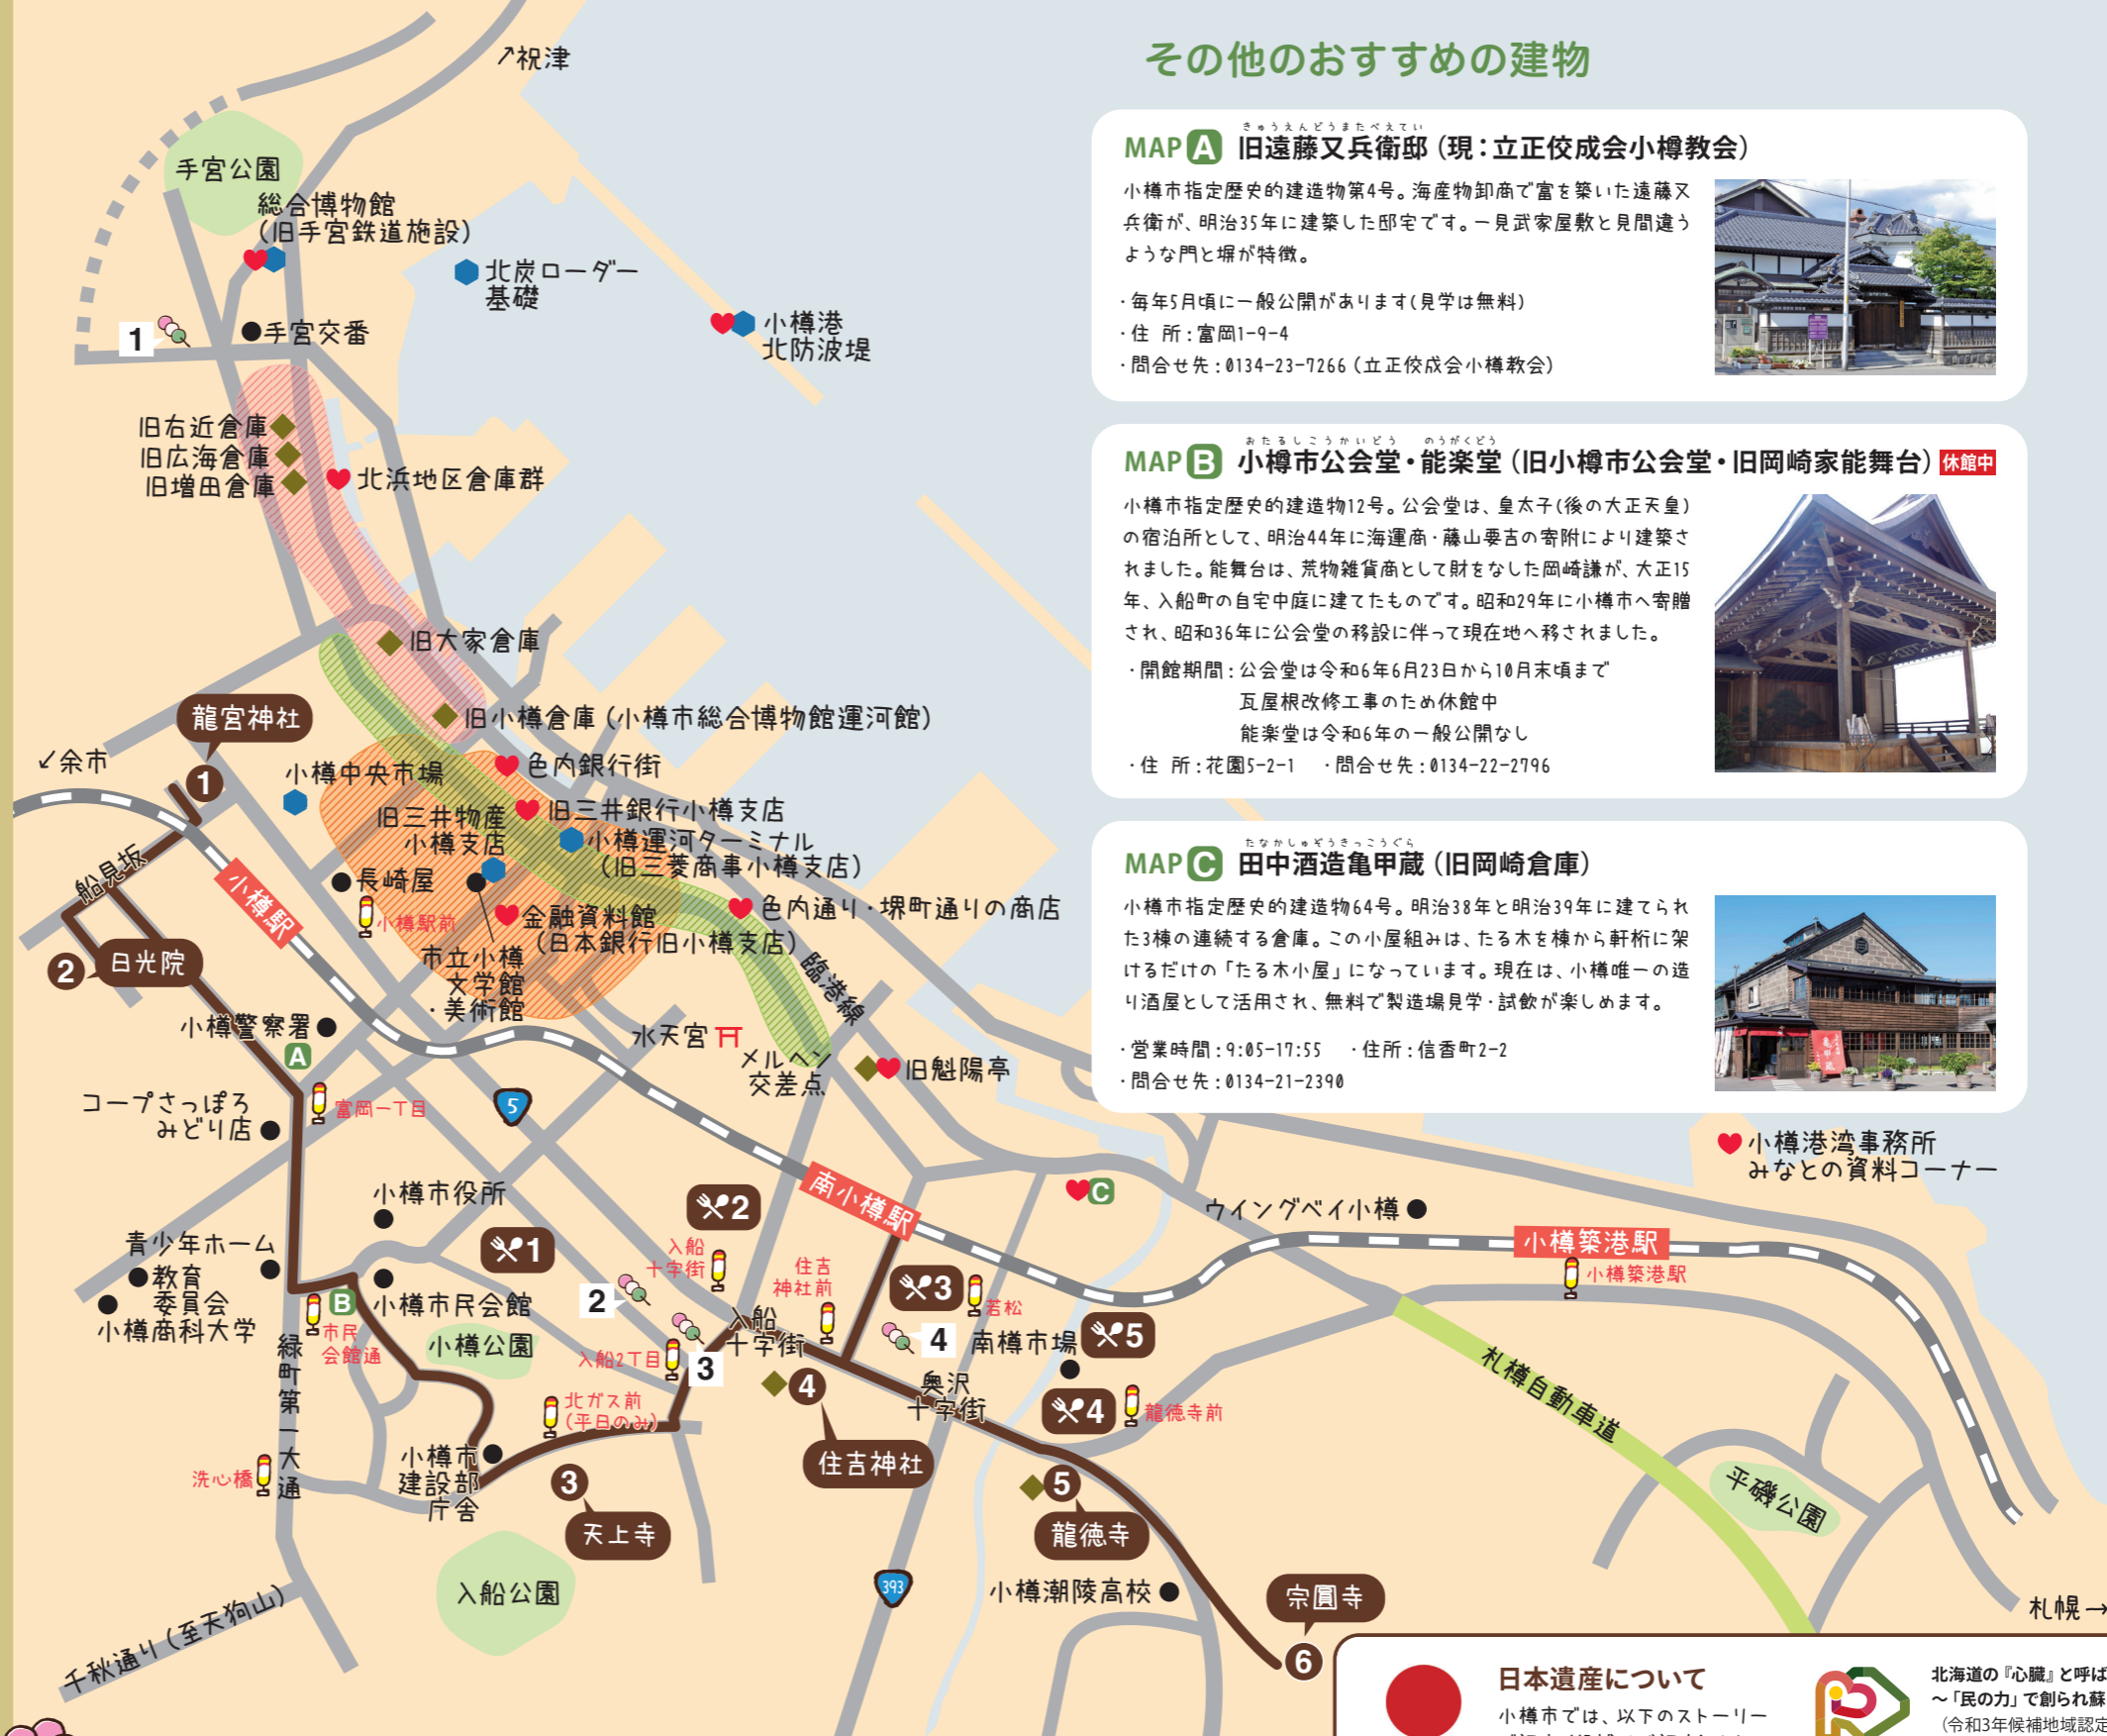 ↗祝津
手宮公園
総合博物館
(旧手宮鉄道施設)
北炭ローダー
基礎
小樽港
北防波堤
1
手宮交番
旧右近倉庫
旧広海倉庫
旧増田倉庫
北浜地区倉庫群
旧大家倉庫
旧小樽倉庫（小樽市総合博物館運河館）
龍宮神社
1
↙余市
小樽中央市場
色内銀行街
旧三井銀行小樽支店
旧三井物産
小樽支店
小樽運河ターミナル
（旧三菱商事小樽支店）
船見坂
小樽駅
長崎屋
小樽駅前
金融資料館
（日本銀行旧小樽支店）
色内通り・堺町通りの商店
市立小樽
文学館
・美術館
臨港線
2
日光院
小樽警察署
A
水天宮
メルヘン
交差点
旧魁陽亭
コープさっぽろ
みどり店
富岡一丁目
5
小樽市役所
青少年ホーム
教育
委員会
小樽商科大学
1
2
南小樽駅
C
ウイングベイ小樽
小樽築港駅
小樽築港駅
小樽港湾事務所
みなとの資料コーナー
入船
十字街
住吉
神社前
3
若松
B
小樽市民会館
市民
会館通
小樽公園
2
3
入船2丁目
入船
十字街
4
南樽市場
5
4
奥沢
十字街
4
龍徳寺前
緑町第一大通
北ガス前
（平日のみ）
洗心橋
小樽市
建設部
庁舎
3
天上寺
住吉神社
5
龍徳寺
札樽自動車道
平磯公園
入船公園
393
小樽潮陵高校
千秋通り（至天狗山）
宗圓寺
6
札幌→
その他のおすすめの建物
きゅうえんどうまたべえてい
MAP A 旧遠藤又兵衛邸（現：立正佼成会小樽教会）
小樽市指定歴史的建造物第4号。海産物卸商で富を築いた遠藤又
兵衛が、明治35年に建築した邸宅です。一見武家屋敷と見間違う
ような門と塀が特徴。
・毎年5月頃に一般公開があります(見学は無料)
・住 所：富岡1-9-4
・問合せ先：0134-23-7266（立正佼成会小樽教会）
おたるしこうかいどう のうがくどう
MAP B 小樽市公会堂・能楽堂（旧小樽市公会堂・旧岡崎家能舞台） 休館中
小樽市指定歴史的建造物12号。公会堂は、皇太子(後の大正天皇)
の宿泊所として、明治44年に海運商・藤山要吉の寄附により建築さ
れました。能舞台は、荒物雑貨商として財をなした岡崎謙が、大正15
年、入船町の自宅中庭に建てたものです。昭和29年に小樽市へ寄贈
され、昭和36年に公会堂の移設に伴って現在地へ移されました。
・開館期間：公会堂は令和6年6月23日から10月末頃まで
瓦屋根改修工事のため休館中
能楽堂は令和6年の一般公開なし
・住 所：花園5-2-1 ・問合せ先：0134-22-2796
たなかしゅぞうきっこうぐら
MAP C 田中酒造亀甲蔵（旧岡崎倉庫）
小樽市指定歴史的建造物64号。明治38年と明治39年に建てられ
た3棟の連続する倉庫。この小屋組みは、たる木を棟から軒桁に架
けるだけの「たる木小屋」になっています。現在は、小樽唯一の造
り酒屋として活用され、無料で製造場見学・試飲が楽しめます。
・営業時間：9:05-17:55 ・住所：信香町2-2
・問合せ先：0134-21-2390
日本遺産について
小樽市では、以下のストーリー
北海道の『心臓』と呼ば
～「民の力」で創られ蘇
（令和3年候補地域認定